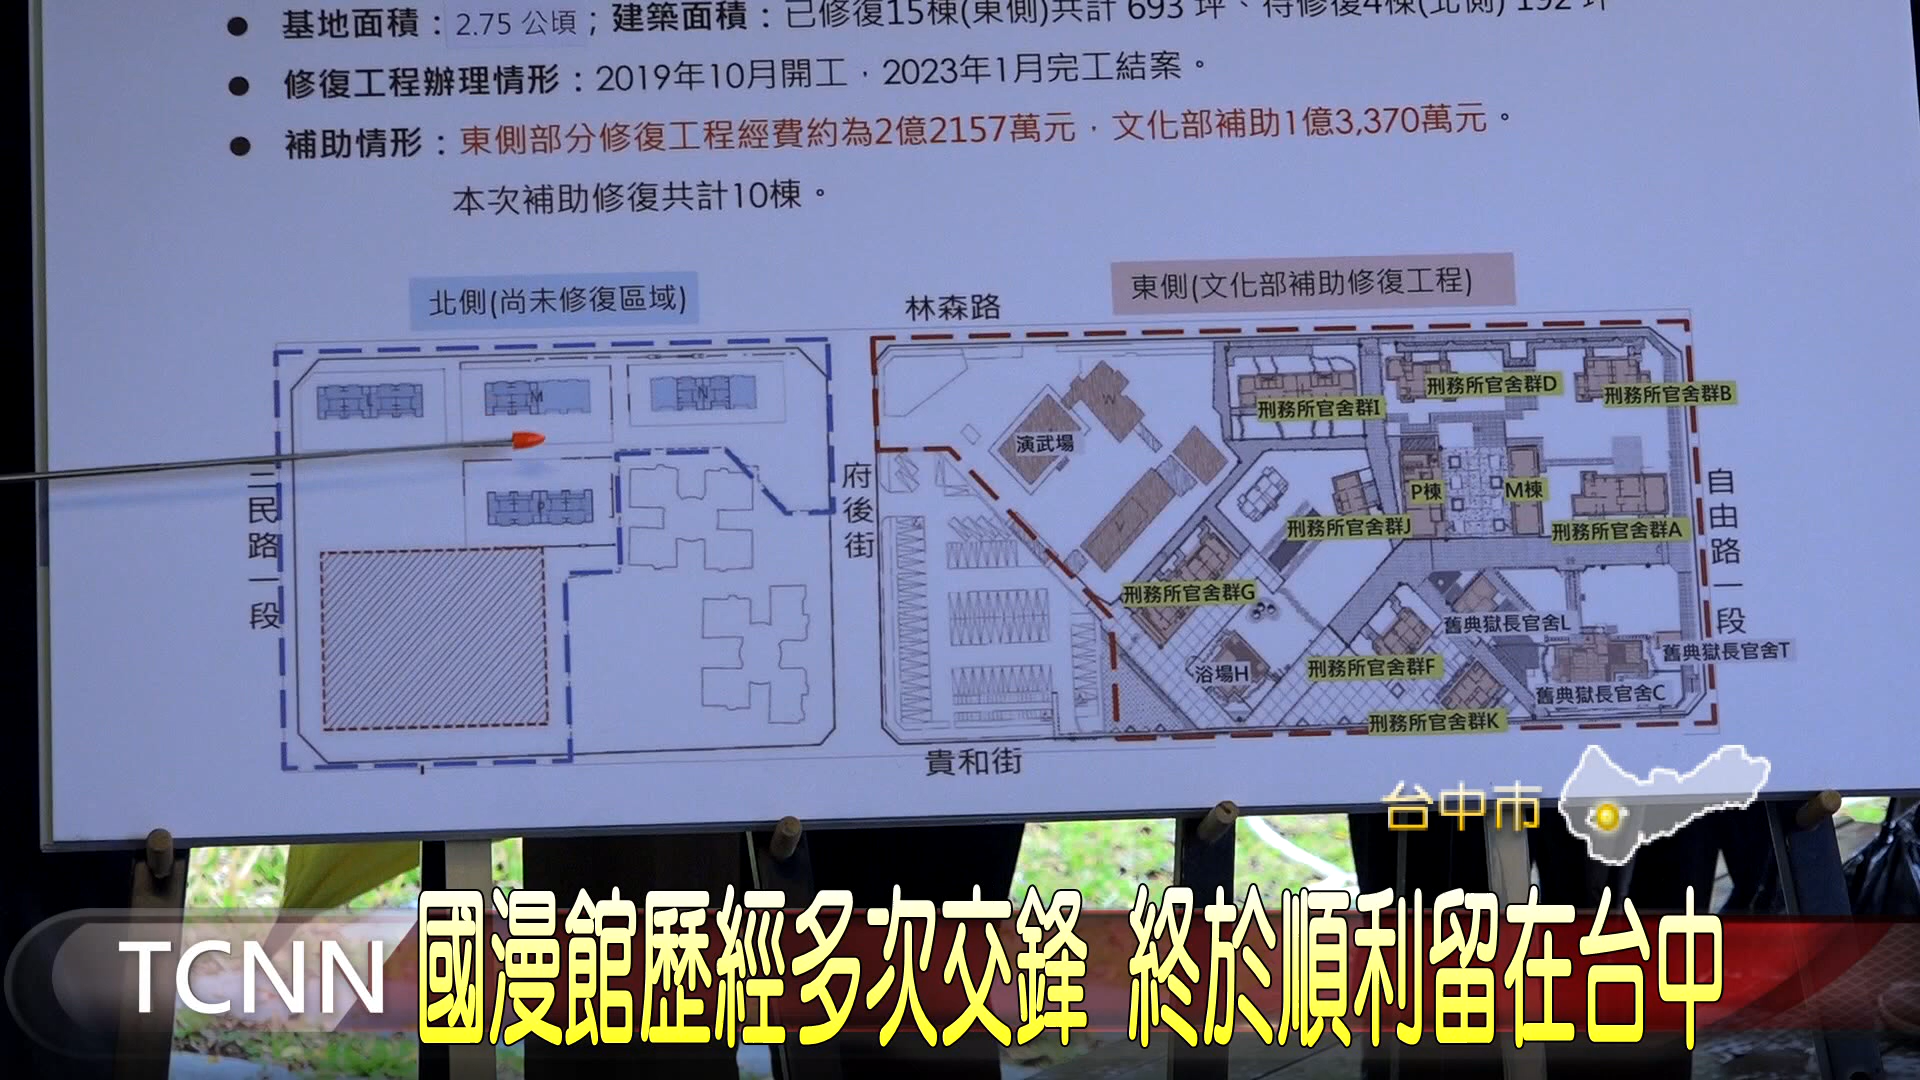 ● 基地面積：2.75 公頃；建築面積：已修復15棟(東側)共計 693 坪、待修復4棟(北側) 192 坪
● 修復工程辦理情形：2019年10月開工，2023年1月完工結案。
● 補助情形：東側部分修復工程經費約為2億2157萬元，文化部補助1億3,370萬元。
本次補助修復共計10棟。
北側(尚未修復區域)
林森路
東側(文化部補助修復工程)
L
M
N
P
三民路一段
府後街
演武場
W
刑務所官舍群I
刑務所官舍群D
刑務所官舍群B
P棟
M棟
刑務所官舍群J
刑務所官舍群A
自由路一段
刑務所官舍群G
舊典獄長官舍L
舊典獄長官舍T
浴場H
刑務所官舍群F
舊典獄長官舍C
刑務所官舍群K
貴和街
台中市
TCNN
國漫館歷經多次交鋒 終於順利留在台中